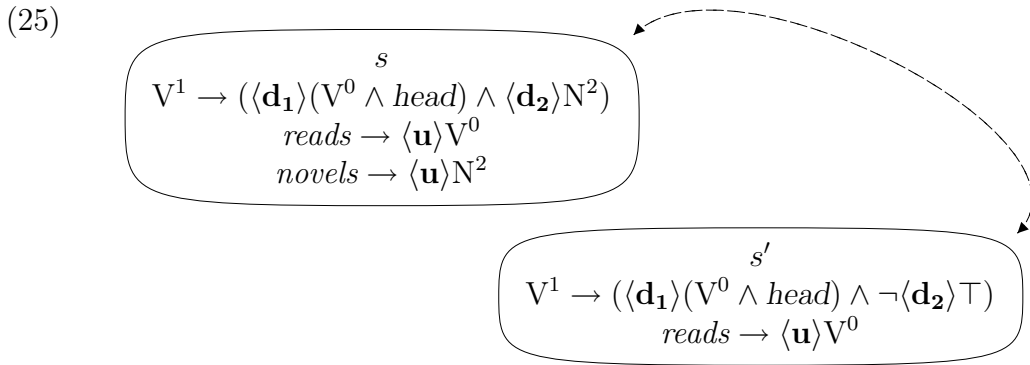 (25)
s
V¹ → (⟨d₁⟩(V⁰ ∧ head) ∧ ⟨d₂⟩N²)
reads → ⟨u⟩V⁰
novels → ⟨u⟩N²
s′
V¹ → (⟨d₁⟩(V⁰ ∧ head) ∧ ¬⟨d₂⟩⊤)
reads → ⟨u⟩V⁰